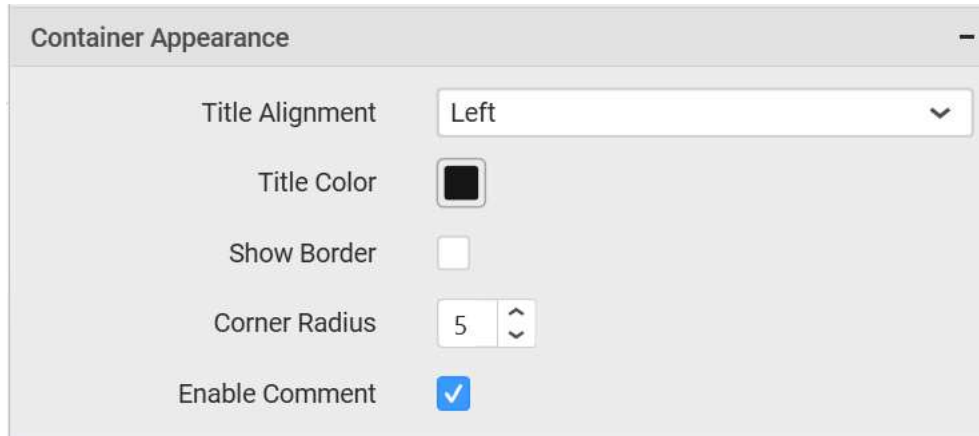 Container Appearance
Title Alignment Left
Title Color
Show Border
Corner Radius 5
Enable Comment